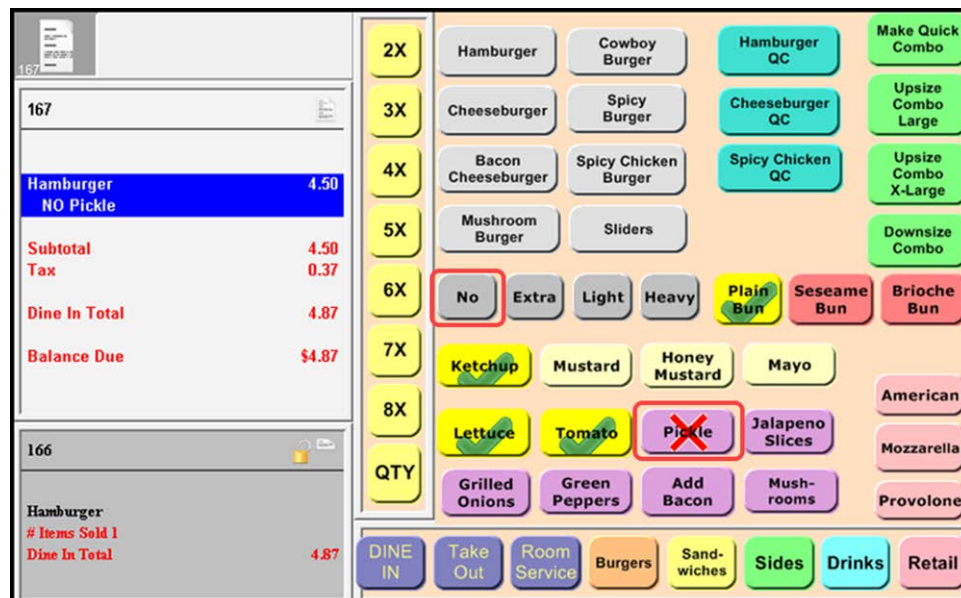 167
167
Hamburger 4.50
NO Pickle
Subtotal 4.50
Tax 0.37
Dine In Total 4.87
Balance Due $4.87
166
Hamburger
# Items Sold 1
Dine In Total 4.87
2X
3X
4X
5X
6X
7X
8X
QTY
Hamburger
Cowboy
Burger
Hamburger
QC
Make Quick
Combo
Cheeseburger
Spicy
Burger
Cheeseburger
QC
Upsize
Combo
Large
Bacon
Cheeseburger
Spicy Chicken
Burger
Spicy Chicken
QC
Upsize
Combo
X-Large
Mushroom
Burger
Sliders
Downsize
Combo
No
Extra
Light
Heavy
Plain
Bun
Seseame
Bun
Brioche
Bun
Ketchup
Mustard
Honey
Mustard
Mayo
American
Lettuce
Tomato
Pickle
Jalapeno
Slices
Mozzarella
Grilled
Onions
Green
Peppers
Add
Bacon
Mush-
rooms
Provolone
DINE
IN
Take
Out
Room
Service
Burgers
Sand-
wiches
Sides
Drinks
Retail